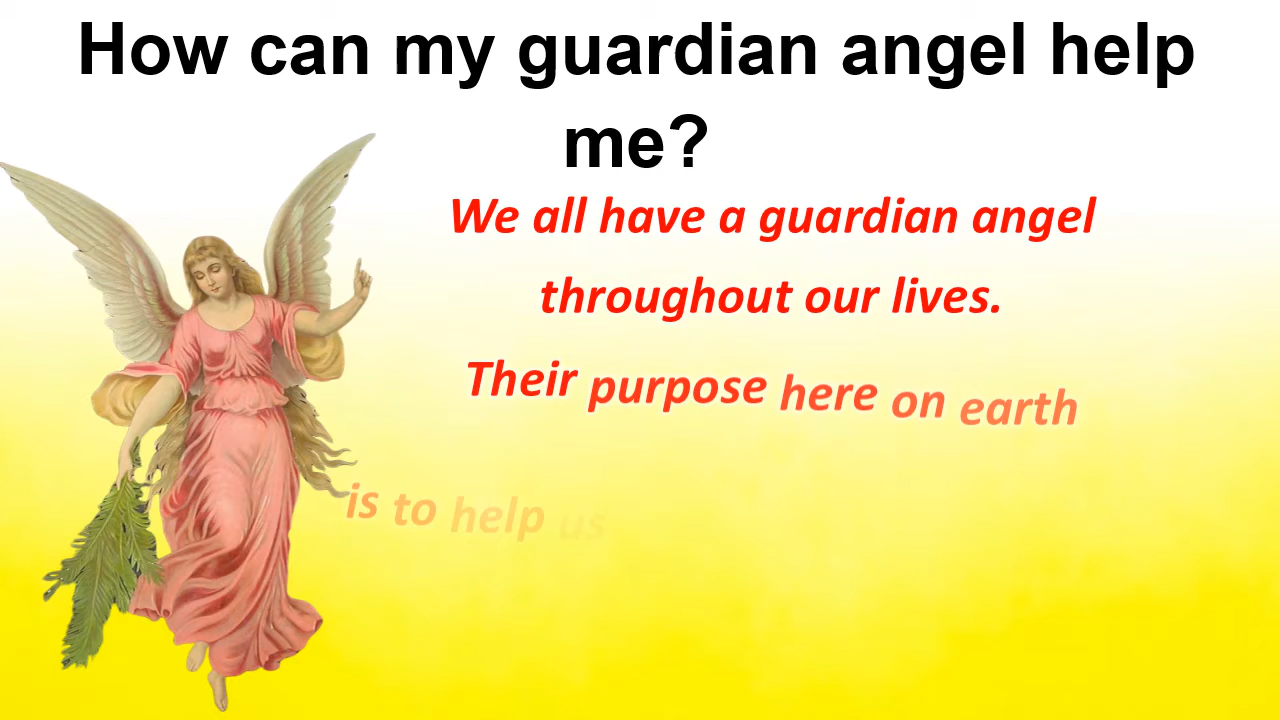 How can my guardian angel help
me?
We all have a guardian angel
throughout our lives.
Their purpose here on earth
is to help us